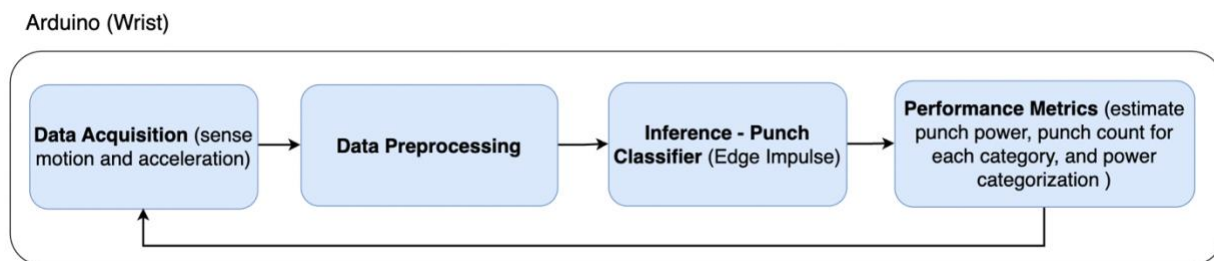 Arduino (Wrist)
Data Acquisition (sense
motion and acceleration)
Data Preprocessing
Inference - Punch
Classifier (Edge Impulse)
Performance Metrics (estimate
punch power, punch count for
each category, and power
categorization )